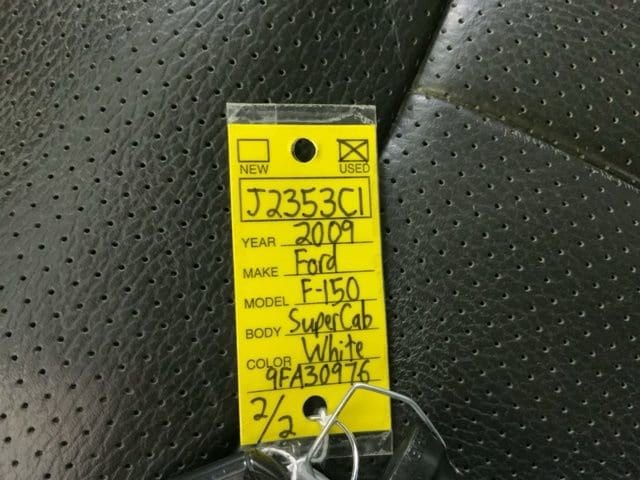 NEW USED
J2353C1
YEAR 2009
MAKE Ford
MODEL F-150
BODY SuperCab
COLOR White
9FA30976
2/2